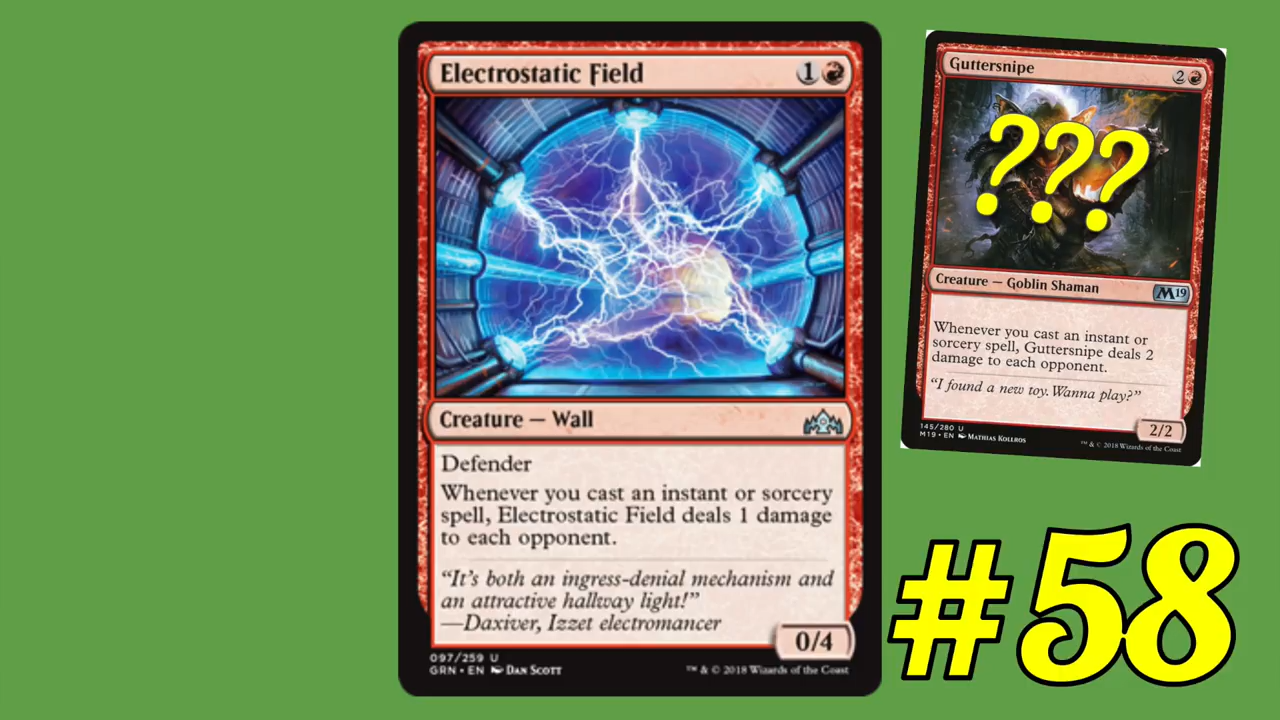 Electrostatic Field 1
Creature — Wall
Defender
Whenever you cast an instant or sorcery
spell, Electrostatic Field deals 1 damage
to each opponent.
“It’s both an ingress-denial mechanism and
an attractive hallway light!”
—Daxiver, Izzet electromancer
0/4
097/259 U
GRN • EN DAN SCOTT
™ & © 2018 Wizards of the Coast
Guttersnipe 2
???
Creature — Goblin Shaman M19
Whenever you cast an instant or
sorcery spell, Guttersnipe deals 2
damage to each opponent.
“I found a new toy. Wanna play?”
2/2
145/280 U
M19 • EN MATHIAS KOLLROS
™ & © 2018 Wizards of the Coast
#58